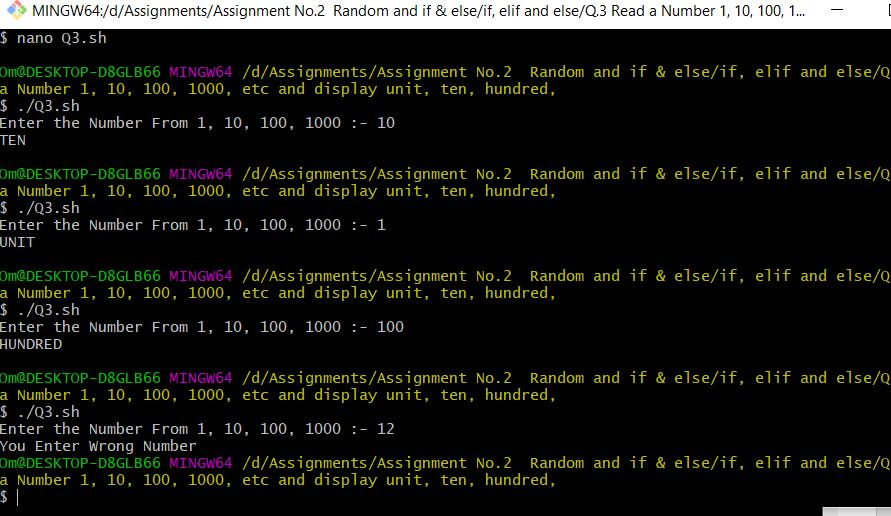 MINGW64:/d/Assignments/Assignment No.2  Random and if & else/if, elif and else/Q.3 Read a Number 1, 10, 100, 1...
$ nano Q3.sh
Om@DESKTOP-D8GLB66 MINGW64 /d/Assignments/Assignment No.2  Random and if & else/if, elif and else/Q
a Number 1, 10, 100, 1000, etc and display unit, ten, hundred,
$ ./Q3.sh
Enter the Number From 1, 10, 100, 1000 :- 10
TEN
Om@DESKTOP-D8GLB66 MINGW64 /d/Assignments/Assignment No.2  Random and if & else/if, elif and else/Q
a Number 1, 10, 100, 1000, etc and display unit, ten, hundred,
$ ./Q3.sh
Enter the Number From 1, 10, 100, 1000 :- 1
UNIT
Om@DESKTOP-D8GLB66 MINGW64 /d/Assignments/Assignment No.2  Random and if & else/if, elif and else/Q
a Number 1, 10, 100, 1000, etc and display unit, ten, hundred,
$ ./Q3.sh
Enter the Number From 1, 10, 100, 1000 :- 100
HUNDRED
Om@DESKTOP-D8GLB66 MINGW64 /d/Assignments/Assignment No.2  Random and if & else/if, elif and else/Q
a Number 1, 10, 100, 1000, etc and display unit, ten, hundred,
$ ./Q3.sh
Enter the Number From 1, 10, 100, 1000 :- 12
You Enter Wrong Number
Om@DESKTOP-D8GLB66 MINGW64 /d/Assignments/Assignment No.2  Random and if & else/if, elif and else/Q
a Number 1, 10, 100, 1000, etc and display unit, ten, hundred,
$